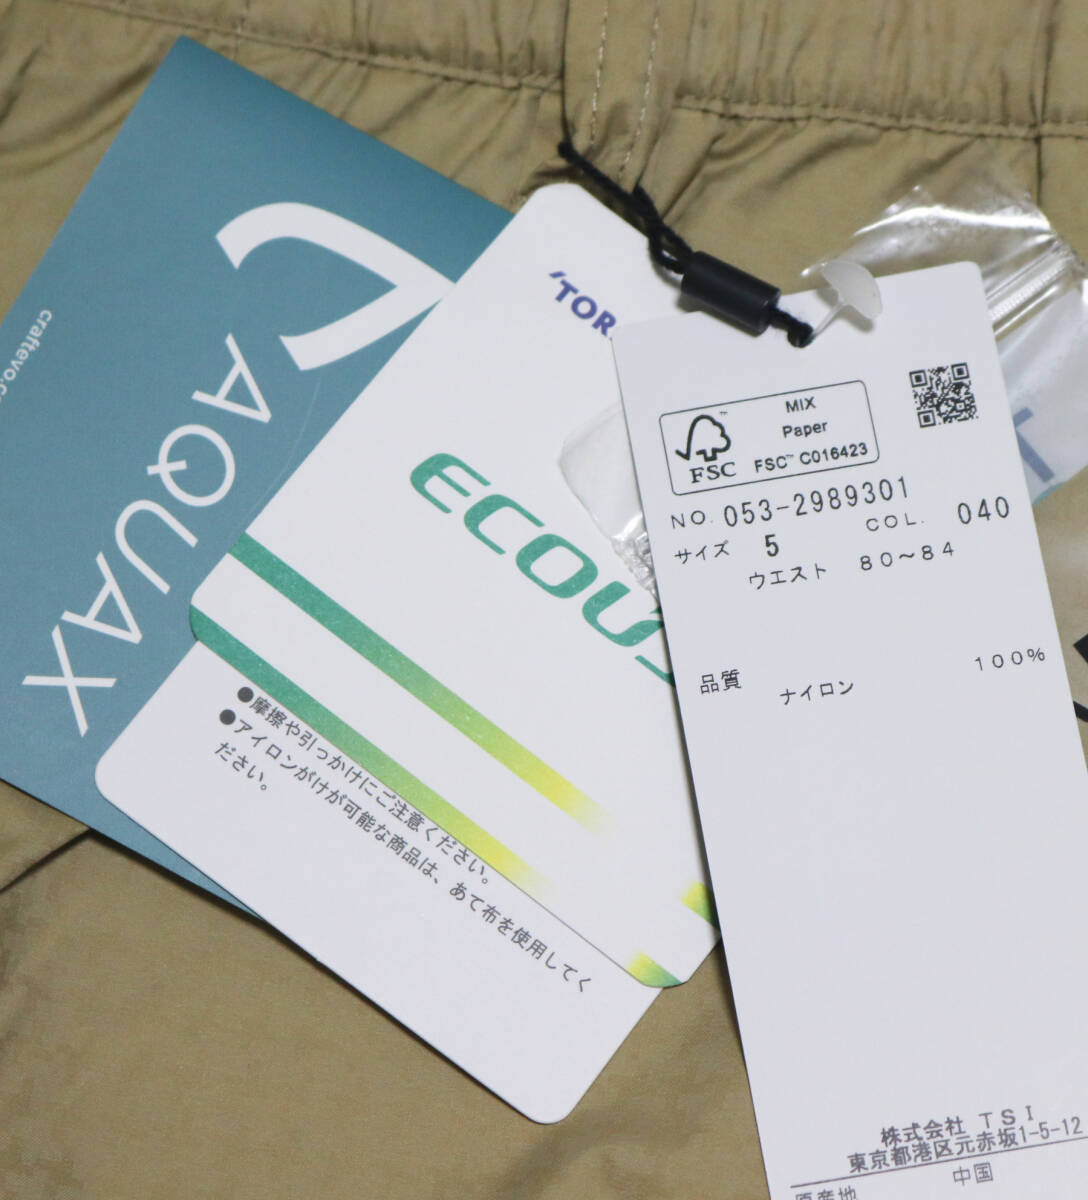 craftevo.c
AQUAX
'TOR
ECOU
●摩擦や引っかけにご注意ください。
●アイロンがけが可能な商品は、あて布を使用してく
ださい。
FSC
MIX
Paper
FSC™ C016423
NO. 053-2989301
COL. 040
サイズ 5
ウエスト 80～84
品質
ナイロン 100%
株式会社 TSI
東京都港区元赤坂1-5-12
原産地 中国